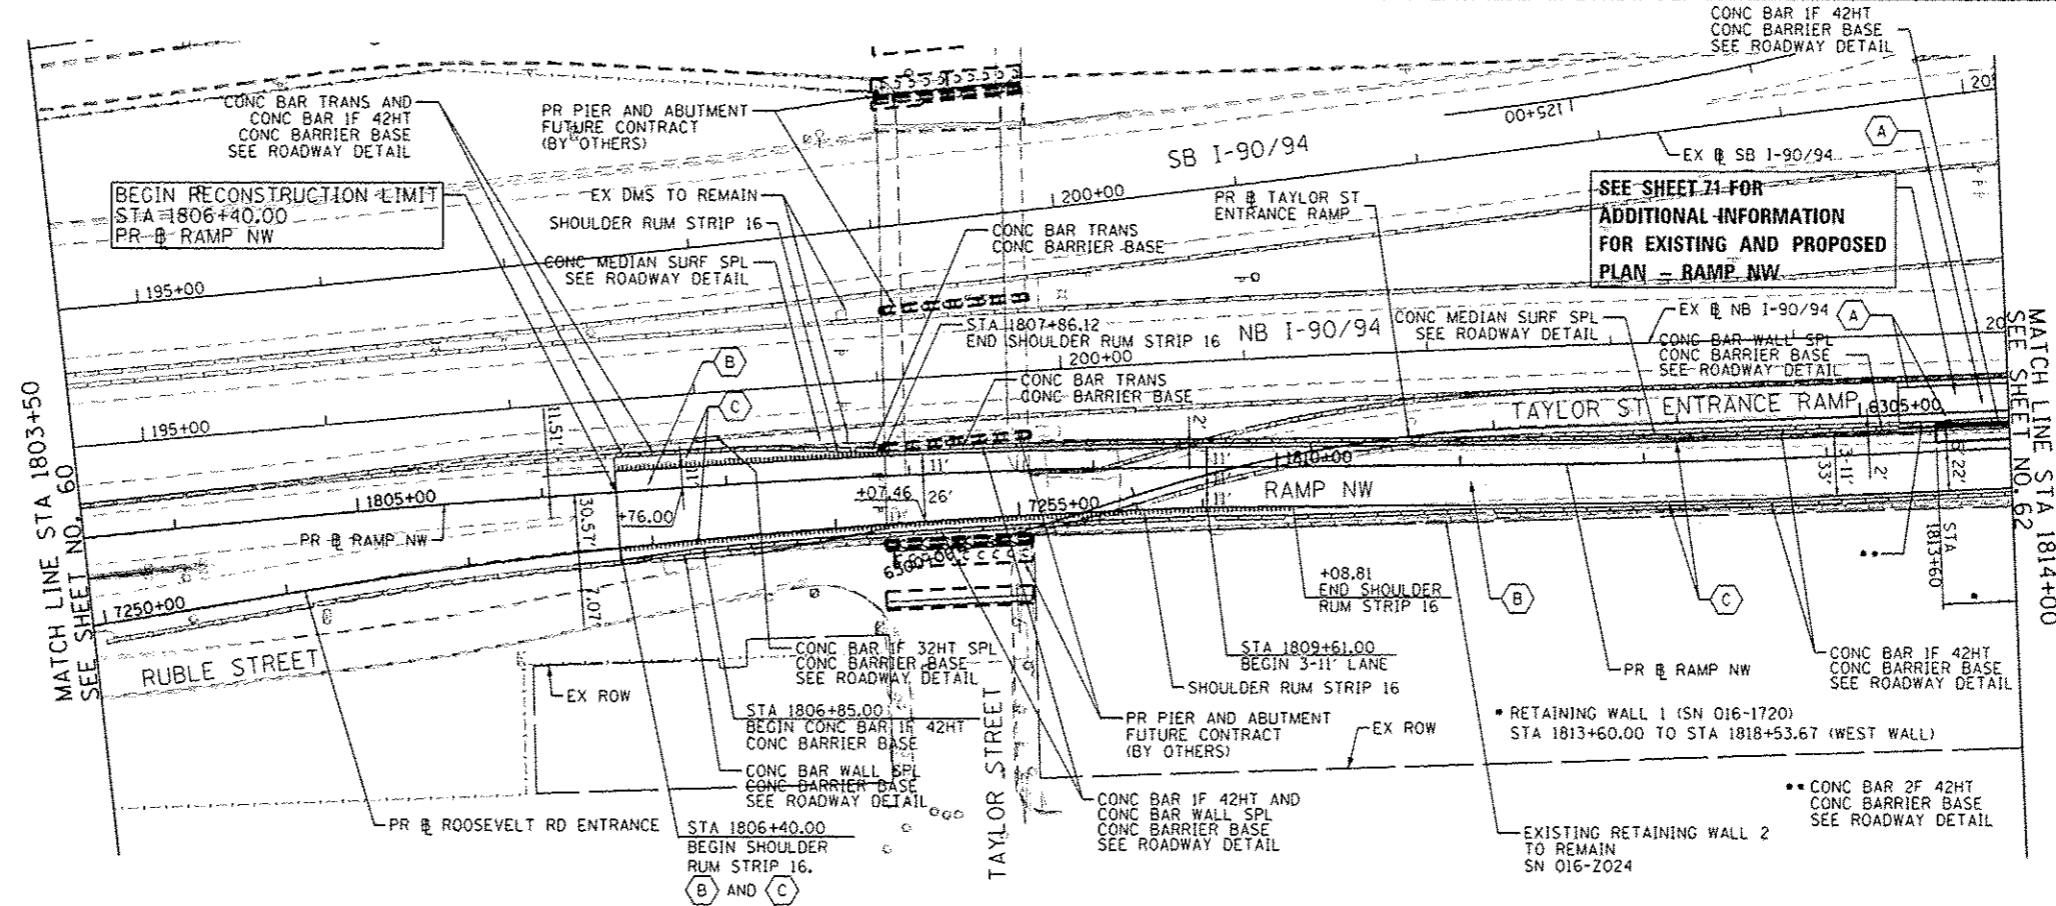 CONC BAR 1F 42HT
CONC BARRIER BASE
SEE ROADWAY DETAIL
CONC BAR TRANS AND
CONC BAR 1F 42HT
CONC BARRIER BASE
SEE ROADWAY DETAIL
PR PIER AND ABUTMENT
FUTURE CONTRACT
(BY OTHERS)
1125+00
SB I-90/94
EX ℄ SB I-90/94
A
BEGIN RECONSTRUCTION LIMIT
STA 1806+40.00
PR ℄ RAMP NW
EX DMS TO REMAIN
SHOULDER RUM STRIP 16
CONC MEDIAN SURF SPL
SEE ROADWAY DETAIL
200+00
PR ℄ TAYLOR ST
ENTRANCE RAMP
CONC BAR TRANS
CONC BARRIER BASE
SEE SHEET 71 FOR
ADDITIONAL INFORMATION
FOR EXISTING AND PROPOSED
PLAN - RAMP NW
195+00
STA 1807+86.12
END SHOULDER RUM STRIP 16
NB I-90/94
CONC MEDIAN SURF SPL
SEE ROADWAY DETAIL
EX ℄ NB I-90/94
A
CONC BAR WALL SPL
CONC BARRIER BASE
SEE ROADWAY DETAIL
200+00
B
C
CONC BAR TRANS
CONC BARRIER BASE
195+00
11.51'
TAYLOR ST ENTRANCE RAMP
6305+00
2'
11'
11'
11'
1810+00
RAMP NW
3-11'
33'
2'
22'
1805+00
30.57'
+76.00
+07.46
26'
7255+00
PR ℄ RAMP NW
7250+00
7.07'
RUBLE STREET
MATCH LINE STA 1803+50
SEE SHEET NO. 60
MATCH LINE STA 1814+00
SEE SHEET NO. 62
STA
1813+60
**
*
+08.81
END SHOULDER
RUM STRIP 16
B
C
CONC BAR 1F 32HT SPL
CONC BARRIER BASE
SEE ROADWAY DETAIL
STA 1809+61.00
BEGIN 3-11' LANE
SHOULDER RUM STRIP 16
PR ℄ RAMP NW
CONC BAR 1F 42HT
CONC BARRIER BASE
SEE ROADWAY DETAIL
EX ROW
STA 1806+85.00
BEGIN CONC BAR 1F 42HT
CONC BARRIER BASE
TAYLOR STREET
PR PIER AND ABUTMENT
FUTURE CONTRACT
(BY OTHERS)
EX ROW
* RETAINING WALL 1 (SN 016-1720)
STA 1813+60.00 TO STA 1818+53.67 (WEST WALL)
CONC BAR WALL SPL
CONC BARRIER BASE
SEE ROADWAY DETAIL
CONC BAR 1F 42HT AND
CONC BAR WALL SPL
CONC BARRIER BASE
SEE ROADWAY DETAIL
** CONC BAR 2F 42HT
CONC BARRIER BASE
SEE ROADWAY DETAIL
PR ℄ ROOSEVELT RD ENTRANCE
STA 1806+40.00
BEGIN SHOULDER
RUM STRIP 16.
B AND C
EXISTING RETAINING WALL 2
TO REMAIN
SN 016-Z024